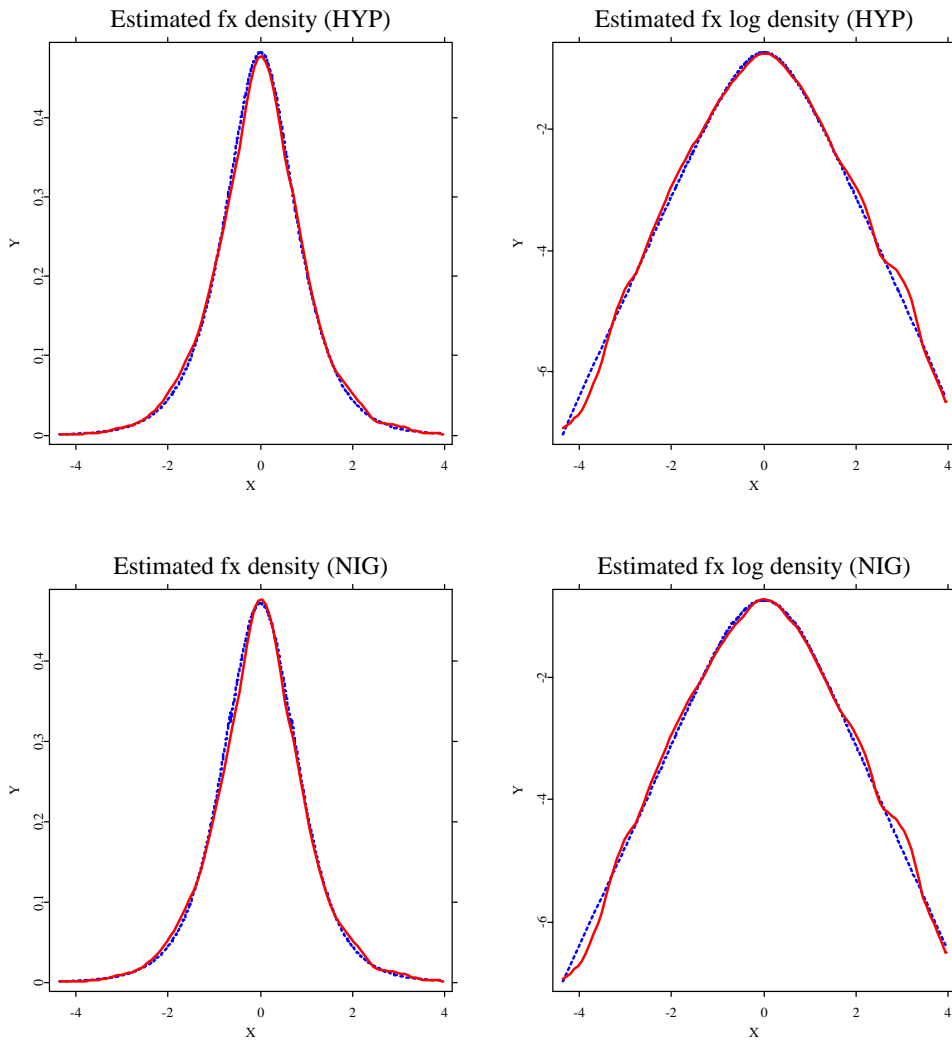 Estimated fx density (HYP)
Y
0 0.1 0.2 0.3 0.4
-4 -2 0 2 4
X
Estimated fx log density (HYP)
Y
-6 -4 -2
-4 -2 0 2 4
X
Estimated fx density (NIG)
Y
0 0.1 0.2 0.3 0.4
-4 -2 0 2 4
X
Estimated fx log density (NIG)
Y
-6 -4 -2
-4 -2 0 2 4
X